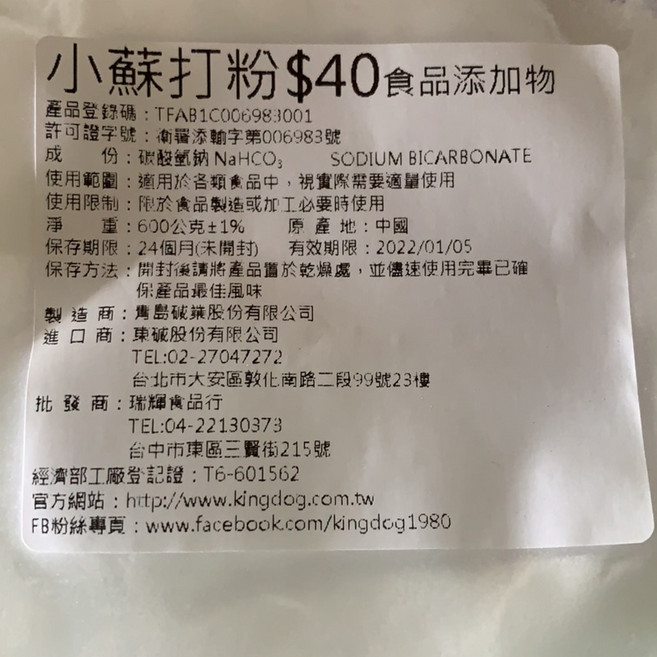 小蘇打粉$40食品添加物
產品登錄碼：TFAB1C006983001
許可證字號：衛署添輸字第006983號
成　　份：碳酸氫鈉 NaHCO₃　　SODIUM BICARBONATE
使用範圍：適用於各類食品中，視實際需要適量使用
使用限制：限於食品製造或加工必要時使用
淨　　重：600公克±1%　　原 產 地：中國
保存期限：24個月(未開封)　　有效期限：2022/01/05
保存方法：開封後請將產品置於乾燥處，並儘速使用完畢已確
保產品最佳風味
製 造 商：青島碱業股份有限公司
進 口 商：東碱股份有限公司
TEL:02-27047272
台北市大安區敦化南路二段99號23樓
批 發 商：瑞輝食品行
TEL:04-22130373
台中市東區三賢街215號
經濟部工廠登記證：T6-601562
官方網站：http://www.kingdog.com.tw
FB粉絲專頁：www.facebook.com/kingdog1980